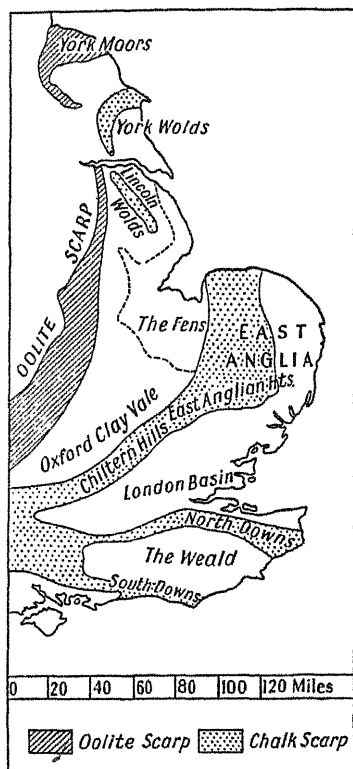 York Moors
York Wolds
Lincoln
Wolds
OOLITE SCARP
The Fens
EAST
ANGLIA
Oxford Clay Vale
Chiltern Hills East Anglian Hts.
London Basin
North Downs
The Weald
South Downs
0 20 40 60 80 100 120 Miles
Oolite Scarp Chalk Scarp